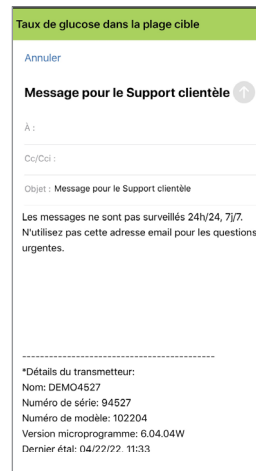 Taux de glucose dans la plage cible
Annuler
Message pour le Support clientèle
À :
Cc/Cci :
Objet : Message pour le Support clientèle
Les messages ne sont pas surveillés 24h/24, 7j/7.
N'utilisez pas cette adresse email pour les questions
urgentes.
-------------------------------------------
*Détails du transmetteur:
Nom: DEMO4527
Numéro de série: 94527
Numéro de modèle: 102204
Version microprogramme: 6.04.04W
Dernier étal: 04/22/22, 11:33